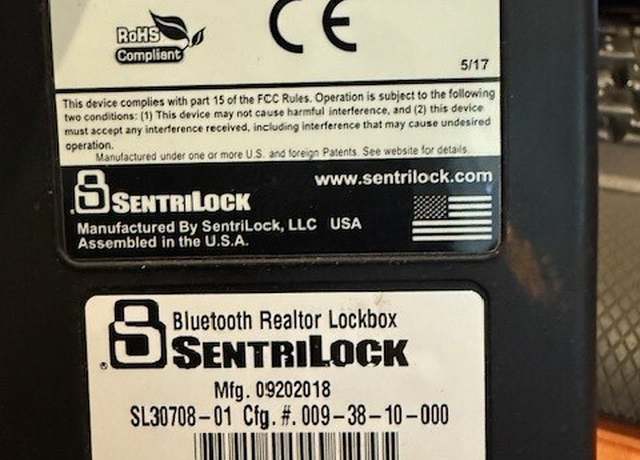 RoHS
Compliant
CE
5/17
This device complies with part 15 of the FCC Rules. Operation is subject to the following
two conditions: (1) This device may not cause harmful interference, and (2) this device
must accept any interference received, including interference that may cause undesired
operation.
Manufactured under one or more U.S. and foreign Patents. See website for details.
www.sentrilock.com
SENTRILOCK
Manufactured By SentriLock, LLC USA
Assembled in the U.S.A.
Bluetooth Realtor Lockbox
SENTRILOCK
®
Mfg. 09202018
SL30708-01 Cfg. #. 009-38-10-000